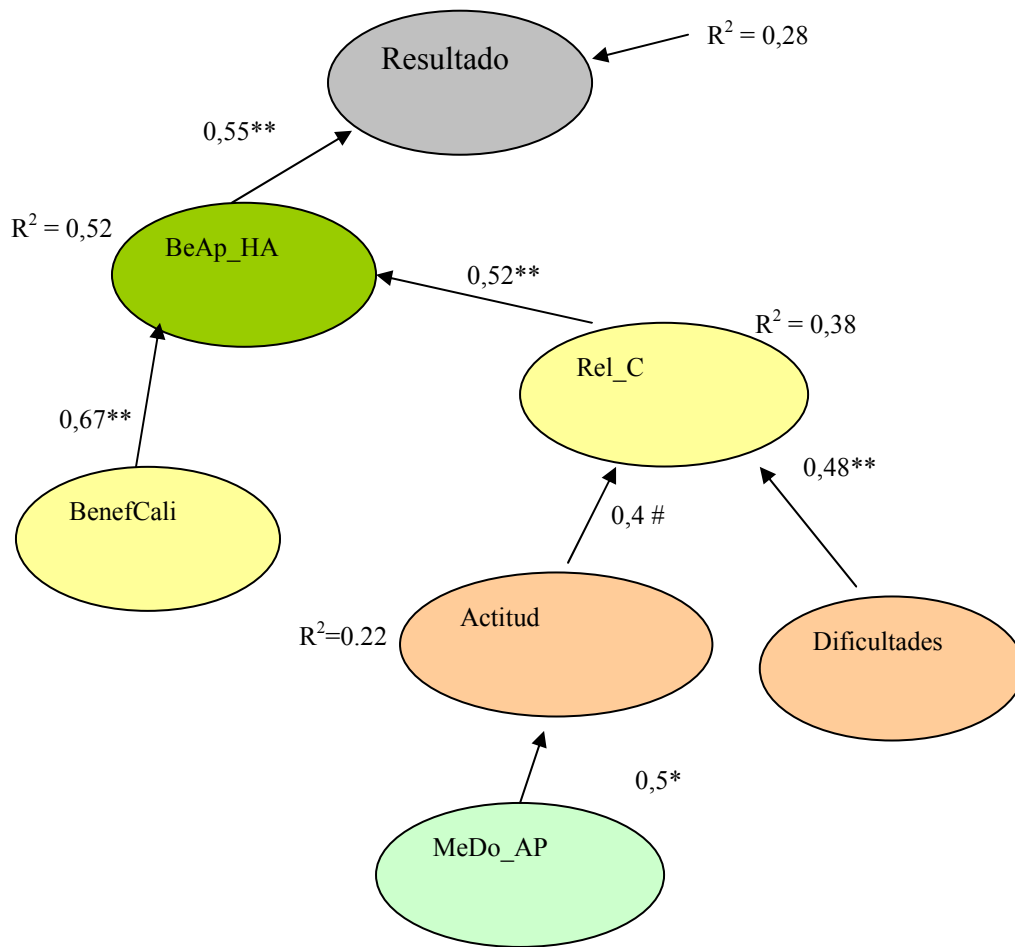 R² = 0,28
Resultado
0,55**
R² = 0,52
BeAp_HA
0,52**
R² = 0,38
Rel_C
0,67**
0,48**
BenefCali
0,4 #
Actitud
R²=0.22
Dificultades
0,5*
MeDo_AP